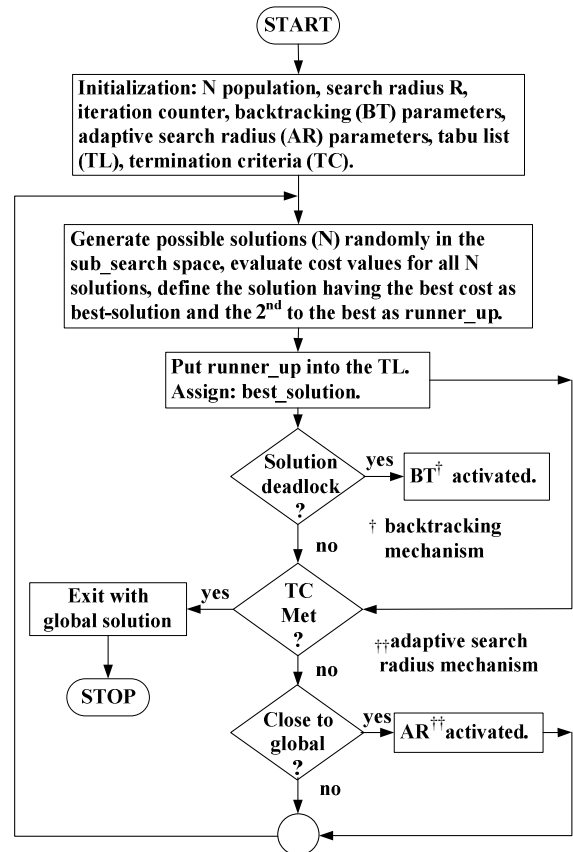 START
Initialization: N population, search radius R,
iteration counter, backtracking (BT) parameters,
adaptive search radius (AR) parameters, tabu list
(TL), termination criteria (TC).
Generate possible solutions (N) randomly in the
sub_search space, evaluate cost values for all N
solutions, define the solution having the best cost as
best-solution and the 2nd to the best as runner_up.
Put runner_up into the TL.
Assign: best_solution.
Solution
deadlock
?
yes
BT† activated.
† backtracking
mechanism
no
TC
Met
?
yes
Exit with
global solution
STOP
††adaptive search
radius mechanism
no
Close to
global
?
yes
AR†† activated.
no